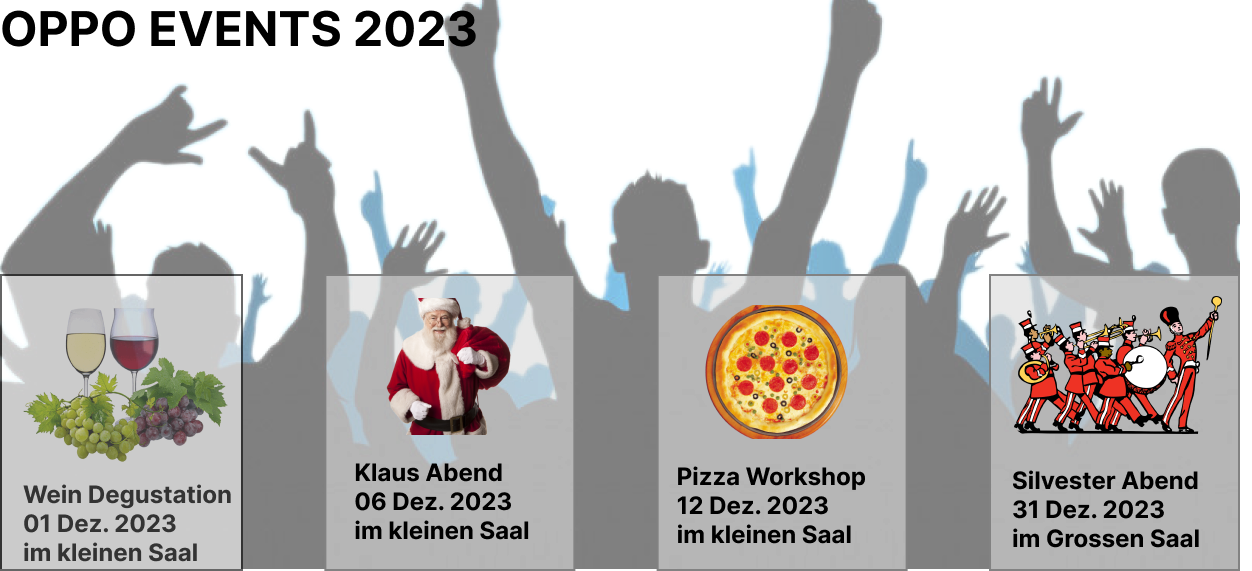 OPPO EVENTS 2023
Wein Degustation
01 Dez. 2023
im kleinen Saal
Klaus Abend
06 Dez. 2023
im kleinen Saal
Pizza Workshop
12 Dez. 2023
im kleinen Saal
Silvester Abend
31 Dez. 2023
im Grossen Saal